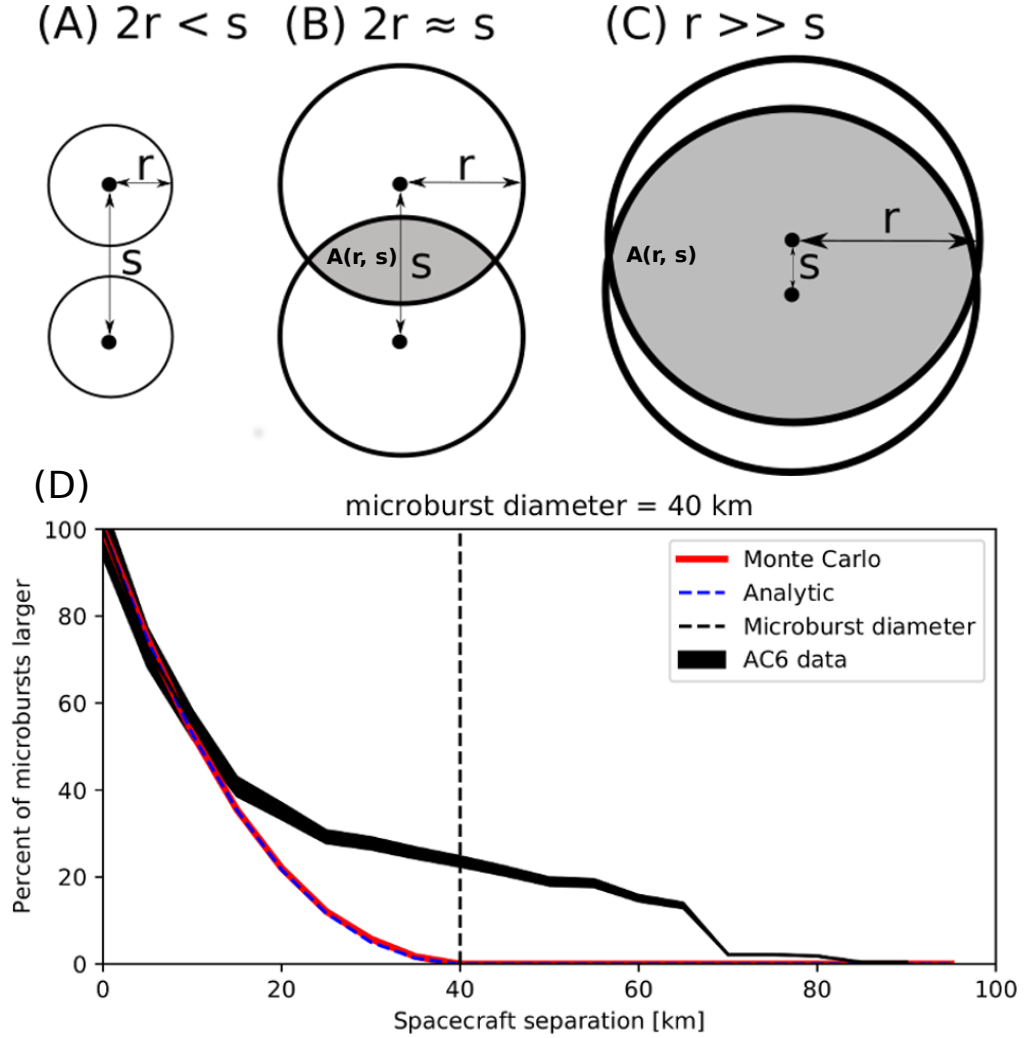 (A) 2r < s (B) 2r ≈ s (C) r >> s
r
s
r
A(r, s)
s
r
A(r, s)
s
(D)
microburst diameter = 40 km
Percent of microbursts larger
100
80
60
40
20
0
Monte Carlo
Analytic
Microburst diameter
AC6 data
0 20 40 60 80 100
Spacecraft separation [km]